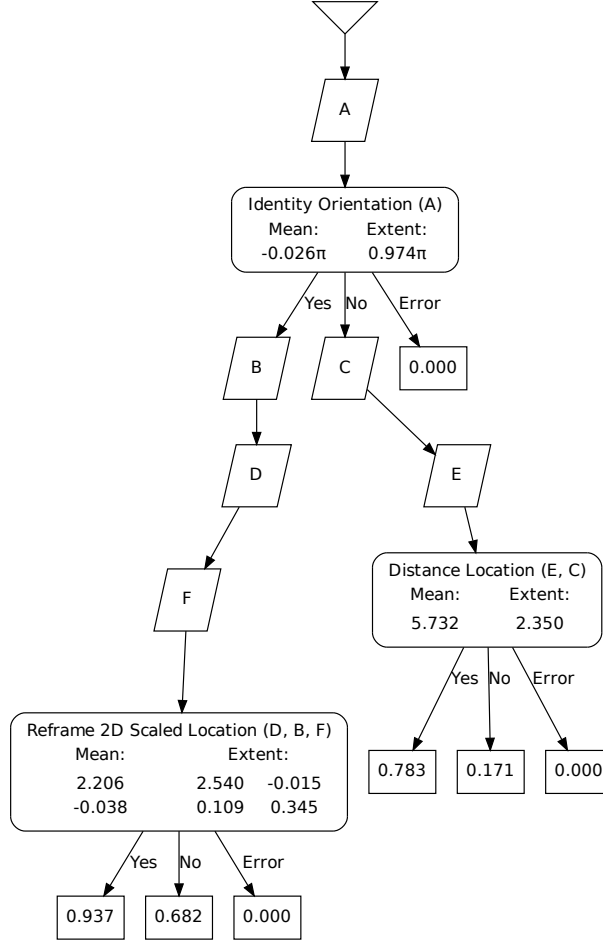 A
Identity Orientation (A)
Mean: Extent:
-0.026π 0.974π
Yes No Error
B C 0.000
D E
F
Distance Location (E, C)
Mean: Extent:
5.732 2.350
Yes No Error
0.783 0.171 0.000
Reframe 2D Scaled Location (D, B, F)
Mean: Extent:
2.206 2.540 -0.015
-0.038 0.109 0.345
Yes No Error
0.937 0.682 0.000